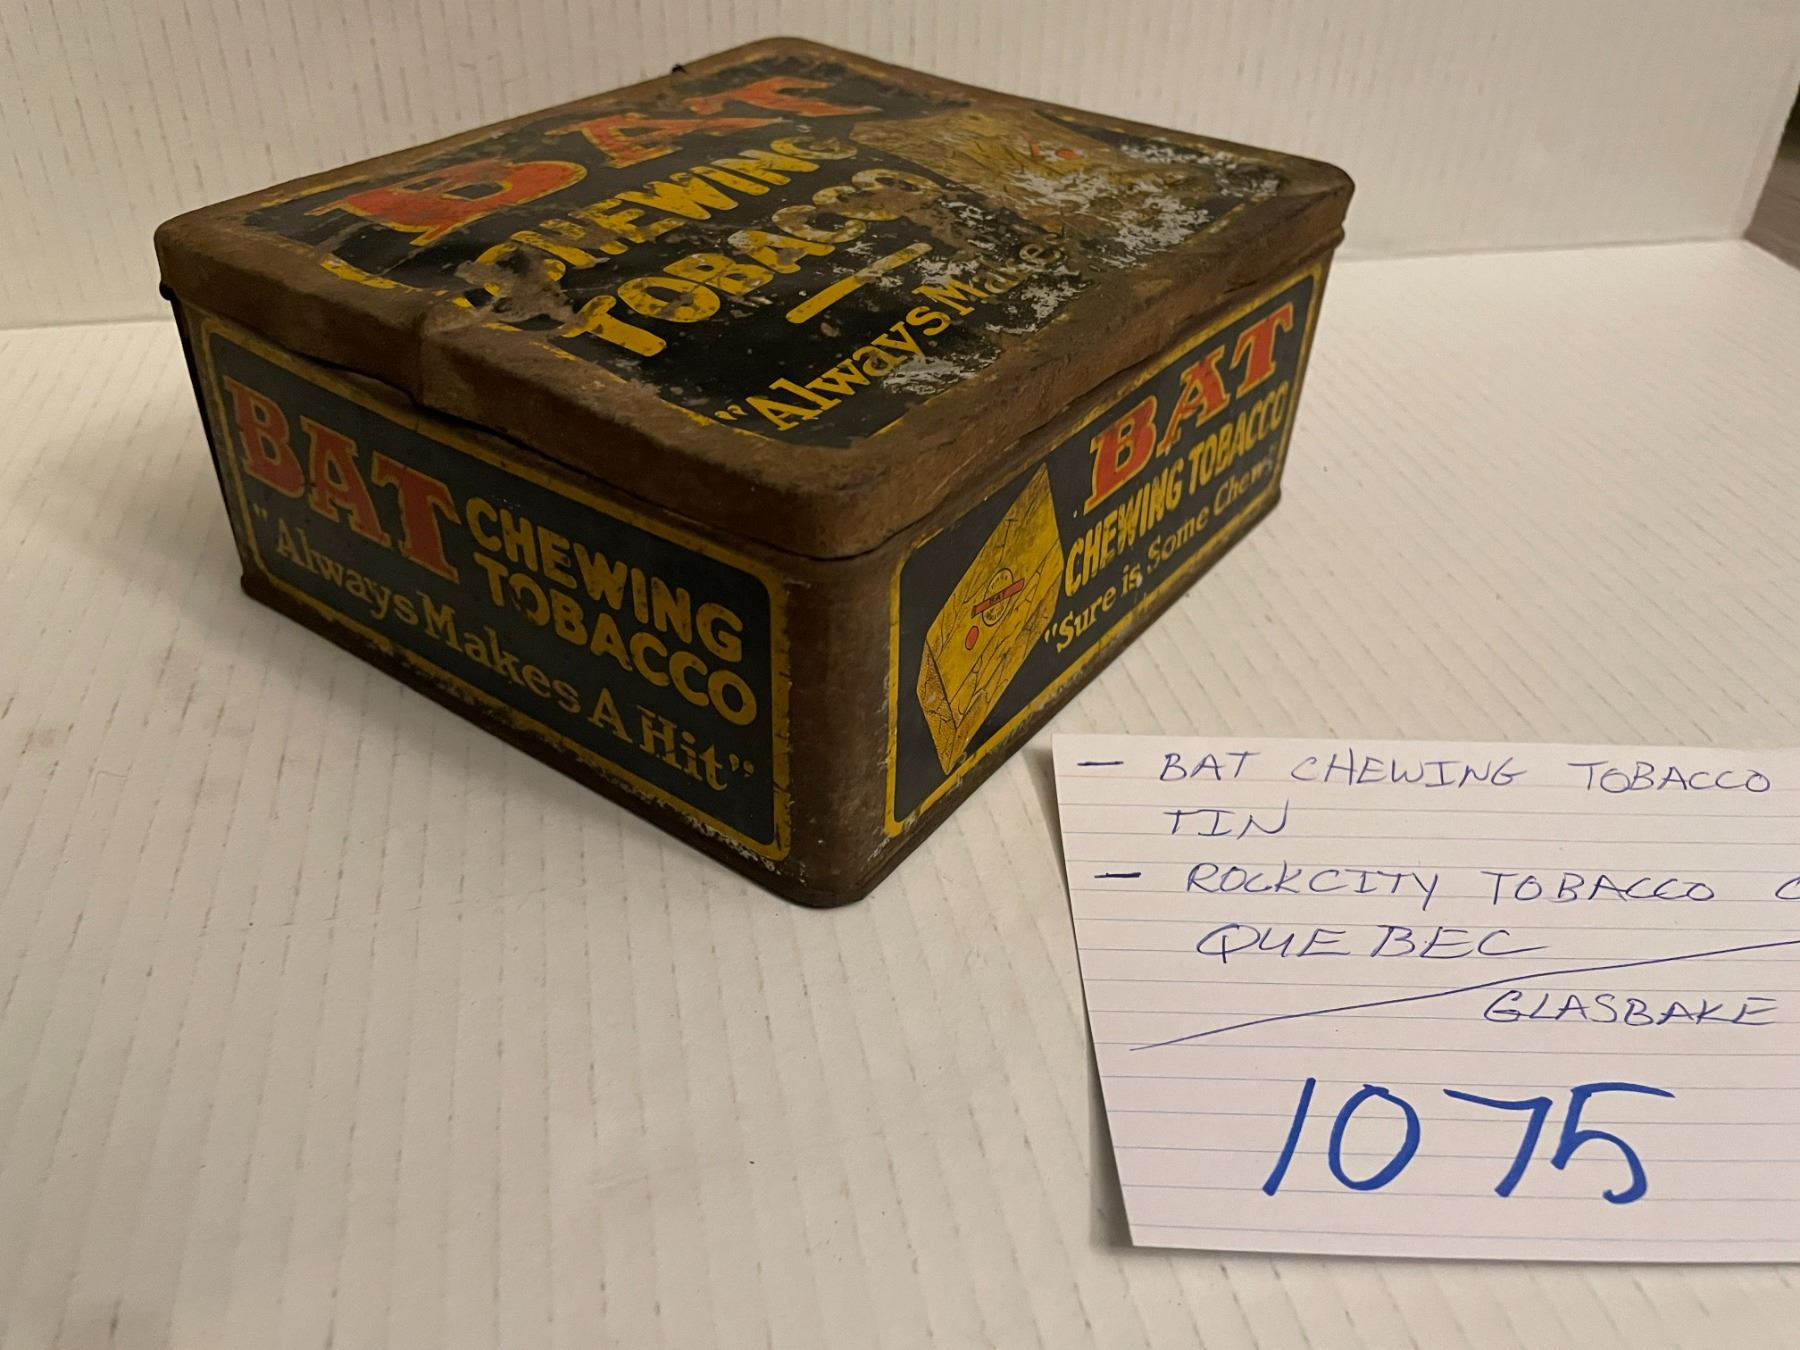 BAT
CHEWING
TOBACCO
"Always Make
BAT
CHEWING
TOBACCO
"Always Makes A Hit"
BAT
CHEWING TOBACCO
"Sure is Some Chew"
BAT
- BAT CHEWING TOBACCO
TIN
- ROCKCITY TOBACCO C
QUEBEC
GLASBAKE
1075